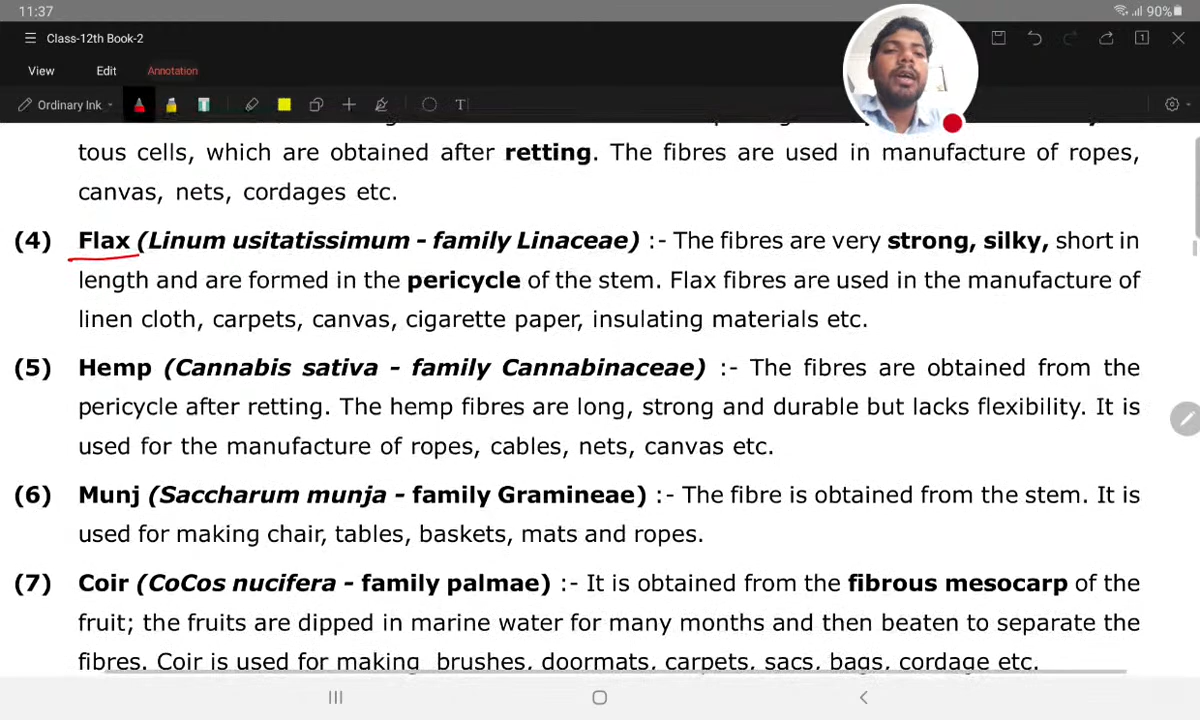 11:37
90%
Class-12th Book-2
1
View Edit Annotation
Ordinary Ink T
tous cells, which are obtained after retting. The fibres are used in manufacture of ropes,
canvas, nets, cordages etc.
(4) Flax (Linum usitatissimum - family Linaceae) :- The fibres are very strong, silky, short in
length and are formed in the pericycle of the stem. Flax fibres are used in the manufacture of
linen cloth, carpets, canvas, cigarette paper, insulating materials etc.
(5) Hemp (Cannabis sativa - family Cannabinaceae) :- The fibres are obtained from the
pericycle after retting. The hemp fibres are long, strong and durable but lacks flexibility. It is
used for the manufacture of ropes, cables, nets, canvas etc.
(6) Munj (Saccharum munja - family Gramineae) :- The fibre is obtained from the stem. It is
used for making chair, tables, baskets, mats and ropes.
(7) Coir (CoCos nucifera - family palmae) :- It is obtained from the fibrous mesocarp of the
fruit; the fruits are dipped in marine water for many months and then beaten to separate the
fibres. Coir is used for making brushes, doormats, carpets, sacs, bags, cordage etc.